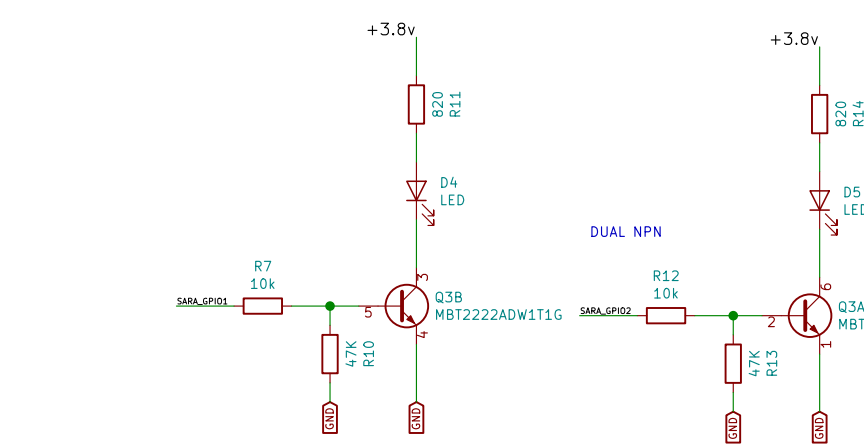 +3.8v
820
R11
D4
LED
R7
10k
SARA_GPIO1
5
3
Q3B
MBT2222ADW1T1G
4
47K
R10
GND
GND
DUAL NPN
+3.8v
820
R14
D5
LED
R12
10k
SARA_GPIO2
2
6
Q3A
MBT
1
47K
R13
GND
GND